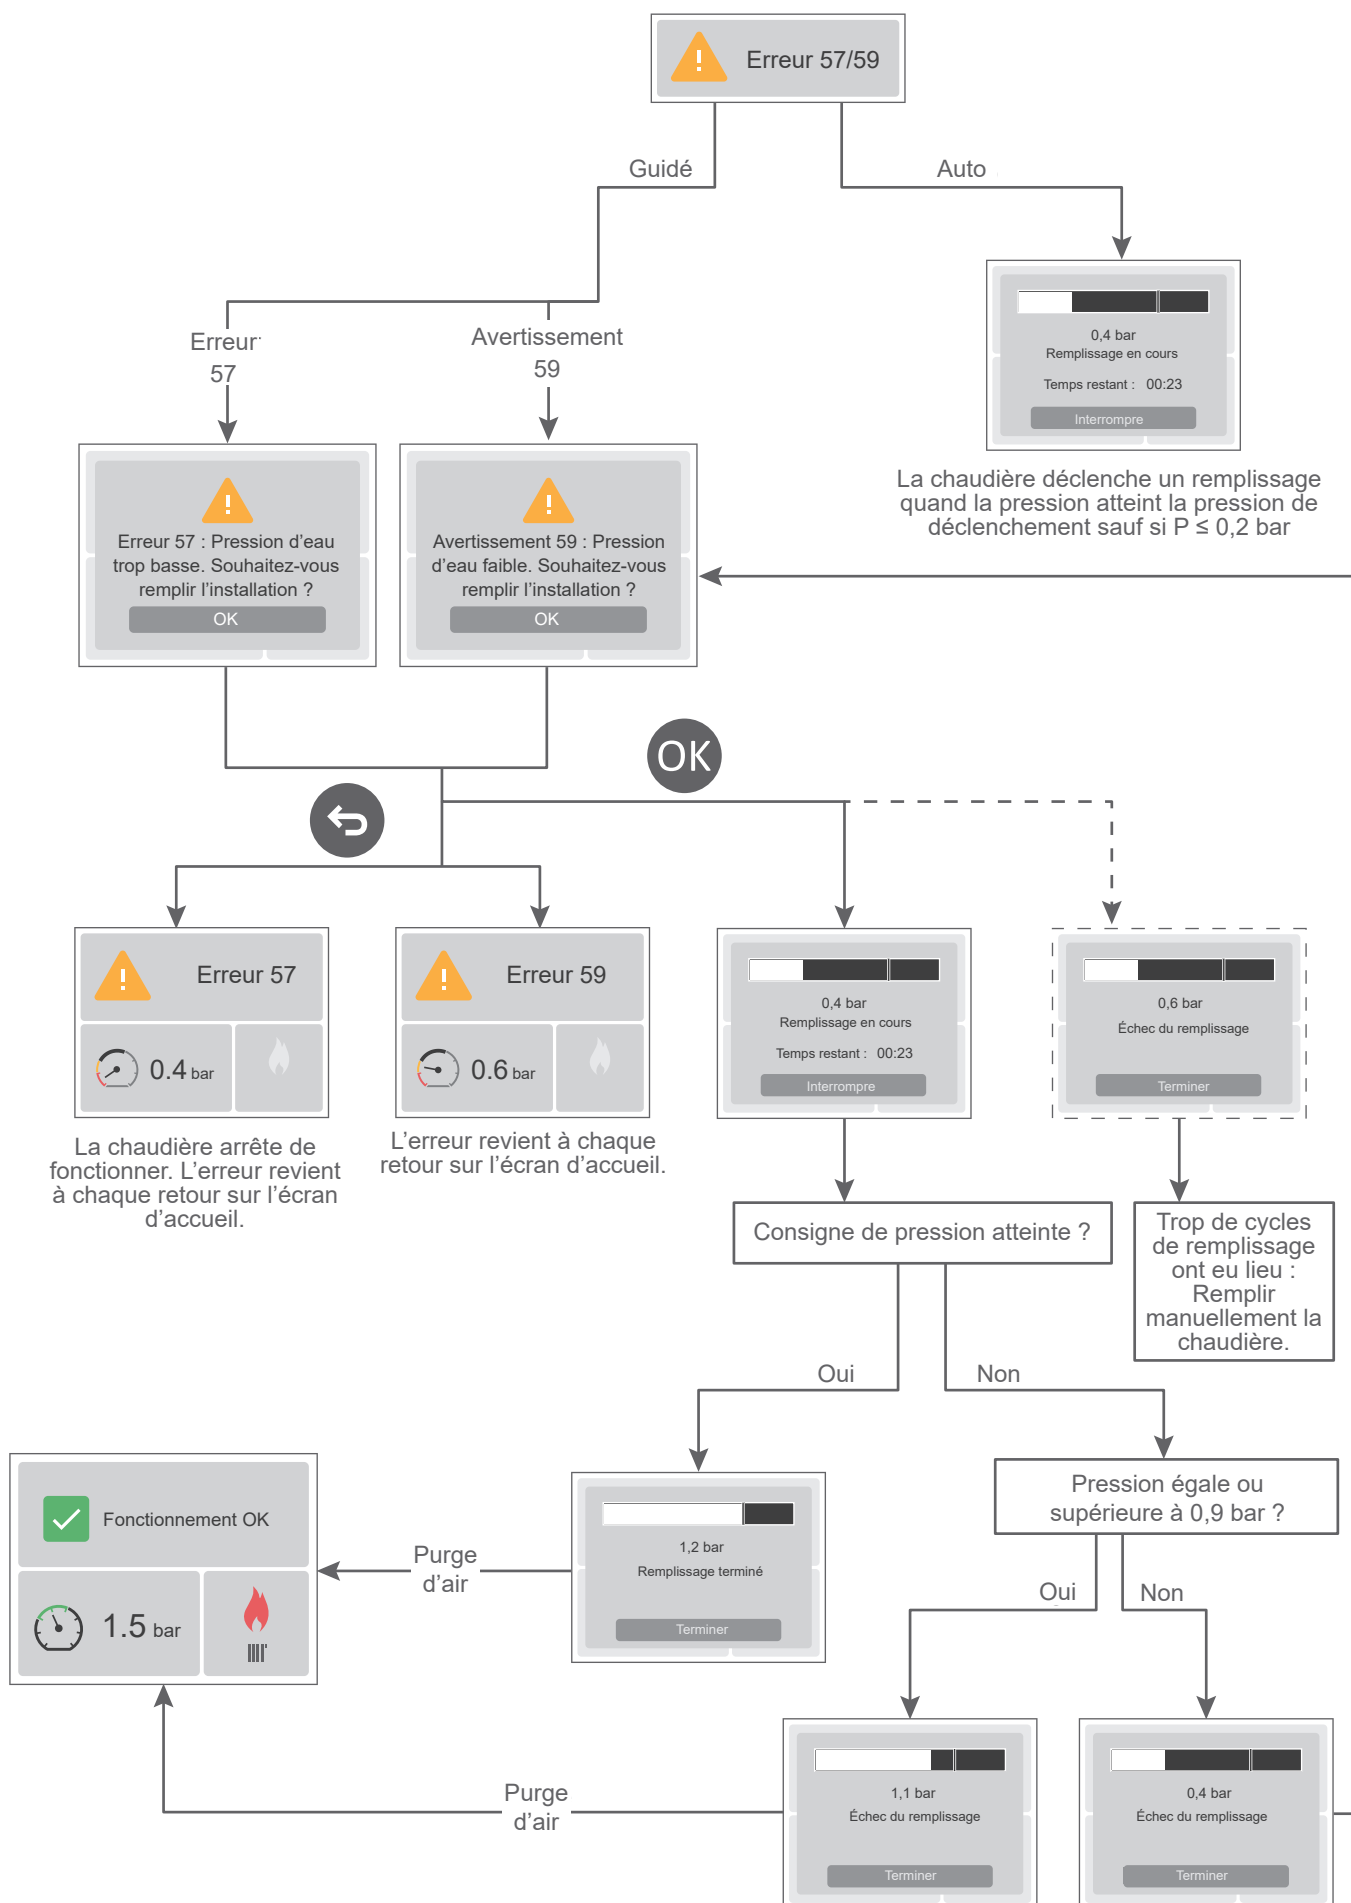 Erreur 57/59
Guidé
Auto
Erreur
57
Avertissement
59
0,4 bar
Remplissage en cours
Temps restant : 00:23
Interrompre
La chaudière déclenche un remplissage
quand la pression atteint la pression de
déclenchement sauf si P ≤ 0,2 bar
Erreur 57 : Pression d’eau
trop basse. Souhaitez-vous
remplir l’installation ?
OK
Avertissement 59 : Pression
d’eau faible. Souhaitez-vous
remplir l’installation ?
OK
OK
Erreur 57
0.4 bar
La chaudière arrête de
fonctionner. L’erreur revient
à chaque retour sur l’écran
d’accueil.
Erreur 59
0.6 bar
L’erreur revient à chaque
retour sur l’écran d’accueil.
0,4 bar
Remplissage en cours
Temps restant : 00:23
Interrompre
0,6 bar
Échec du remplissage
Terminer
Consigne de pression atteinte ?
Trop de cycles
de remplissage
ont eu lieu :
Remplir
manuellement la
chaudière.
Oui
Non
Pression égale ou
supérieure à 0,9 bar ?
Fonctionnement OK
1.5 bar
Purge
d’air
1,2 bar
Remplissage terminé
Terminer
Oui
Non
Purge
d’air
1,1 bar
Échec du remplissage
Terminer
0,4 bar
Échec du remplissage
Terminer